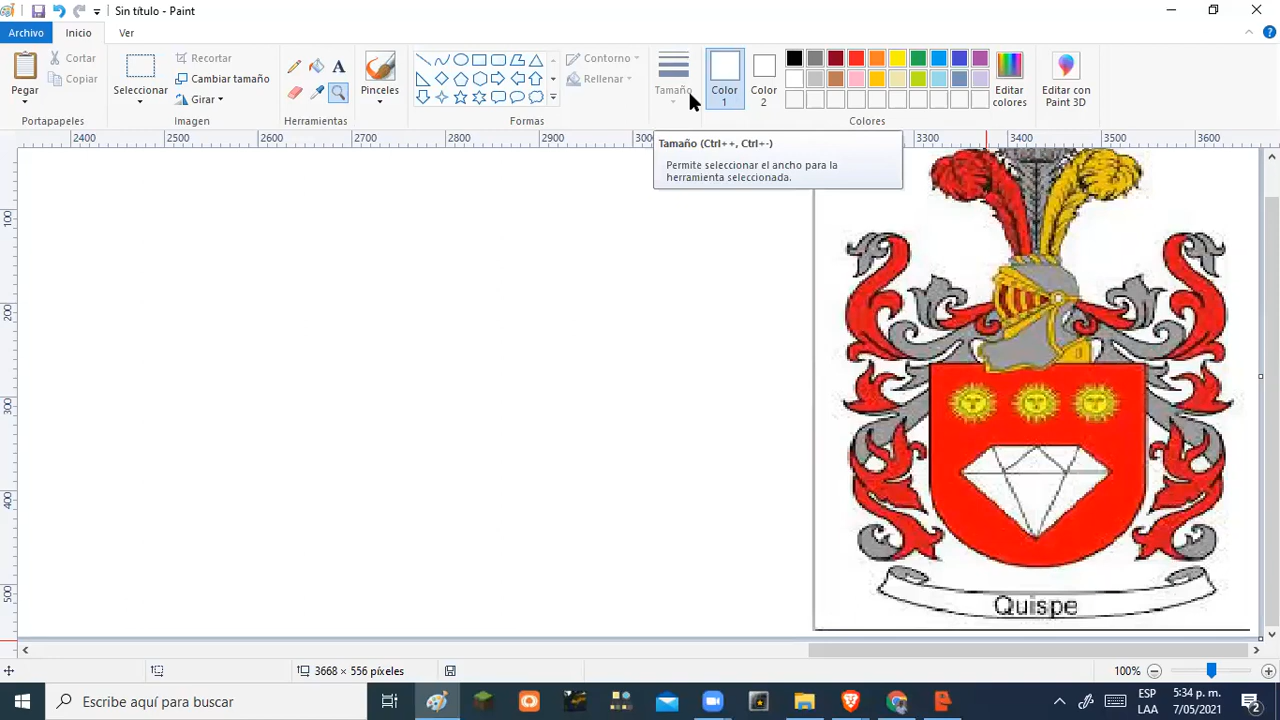 Sin título - Paint
Archivo Inicio Ver
Pegar
Cortar
Copiar
Portapapeles
Seleccionar
Recortar
Cambiar tamaño
Girar
Imagen
A
Herramientas
Pinceles
Contorno
Rellenar
Formas
Tamaño
Color 1
Color 2
Editar colores
Editar con Paint 3D
Colores
2400 2500 2600 2700 2800 2900 3000 3300 3400 3500 3600
Tamaño (Ctrl++, Ctrl+-)
Permite seleccionar el ancho para la
herramienta seleccionada.
100
200
300
400
500
Quispe
3668 × 556 píxeles
100%
Escribe aquí para buscar
ESP
LAA
5:34 p. m.
7/05/2021
2